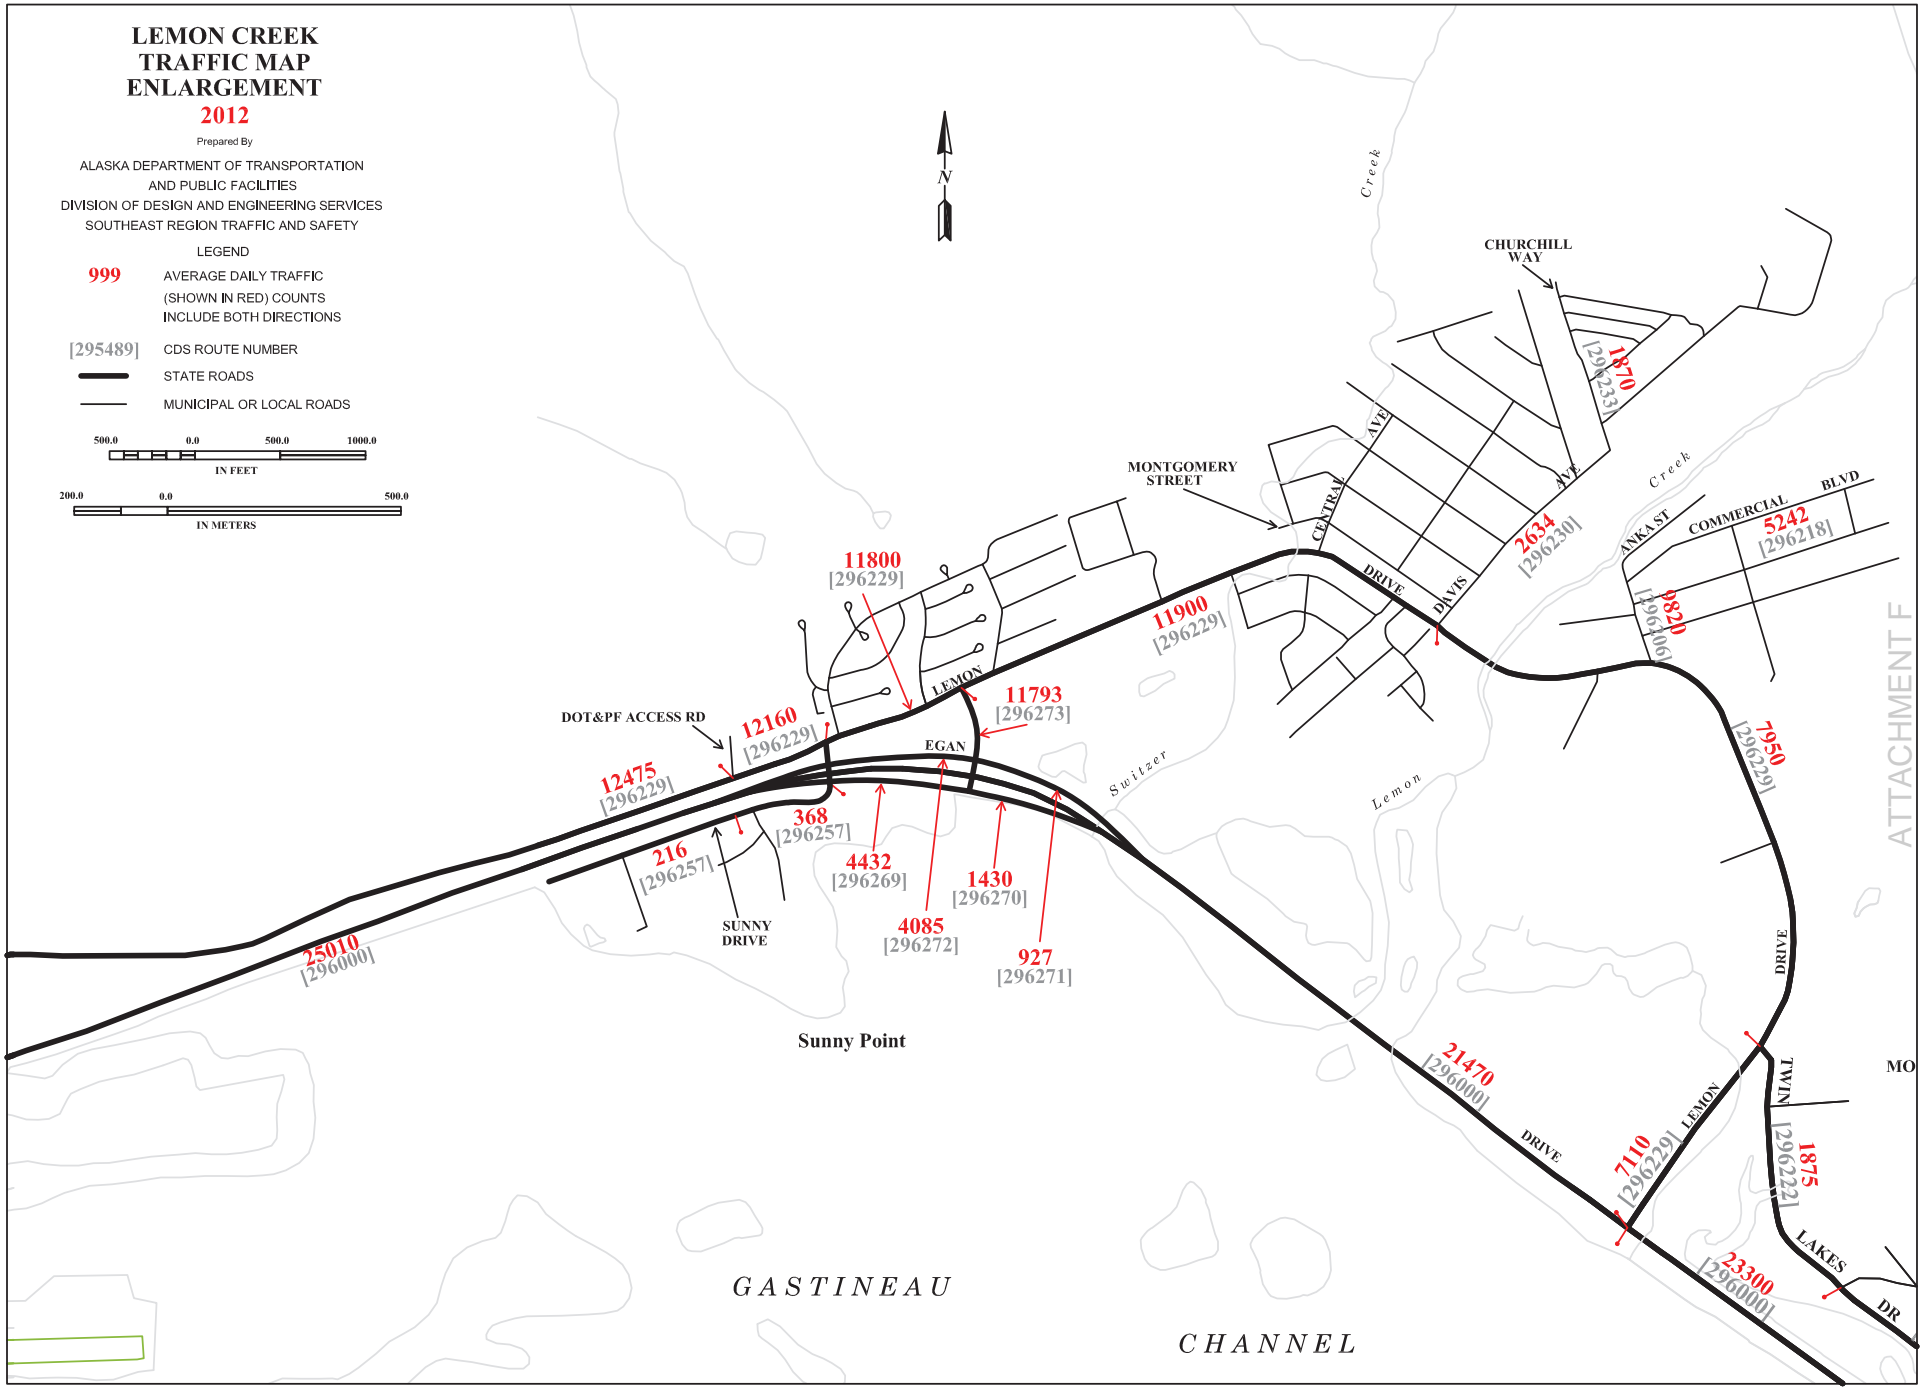 LEMON CREEK
TRAFFIC MAP
ENLARGEMENT
2012
Prepared By
ALASKA DEPARTMENT OF TRANSPORTATION
AND PUBLIC FACILITIES
DIVISION OF DESIGN AND ENGINEERING SERVICES
SOUTHEAST REGION TRAFFIC AND SAFETY
LEGEND
999 AVERAGE DAILY TRAFFIC
(SHOWN IN RED) COUNTS
INCLUDE BOTH DIRECTIONS
[295489] CDS ROUTE NUMBER
STATE ROADS
MUNICIPAL OR LOCAL ROADS
500.0 0.0 500.0 1000.0
IN FEET
200.0 0.0 500.0
IN METERS
N
Creek
CHURCHILL
WAY
1870
[296233]
AVE
CENTRAL
MONTGOMERY
STREET
AVE
DAVIS
2634
[296230]
Creek
ANKA ST
COMMERCIAL BLVD
5242
[296218]
9820
[296206]
DRIVE
11800
[296229]
11900
[296229]
LEMON
11793
[296273]
DOT&PF ACCESS RD
12160
[296229]
12475
[296229]
EGAN
368
[296257]
216
[296257]
SUNNY
DRIVE
4432
[296269]
4085
[296272]
1430
[296270]
927
[296271]
Switzer
Lemon
7950
[296229]
ATTACHMENT F
25010
[296000]
Sunny Point
DRIVE
21470
[296000]
DRIVE
7110
[296229]
LEMON
TWIN
MO
1875
[296222]
LAKES
DR
23300
[296000]
GASTINEAU
CHANNEL